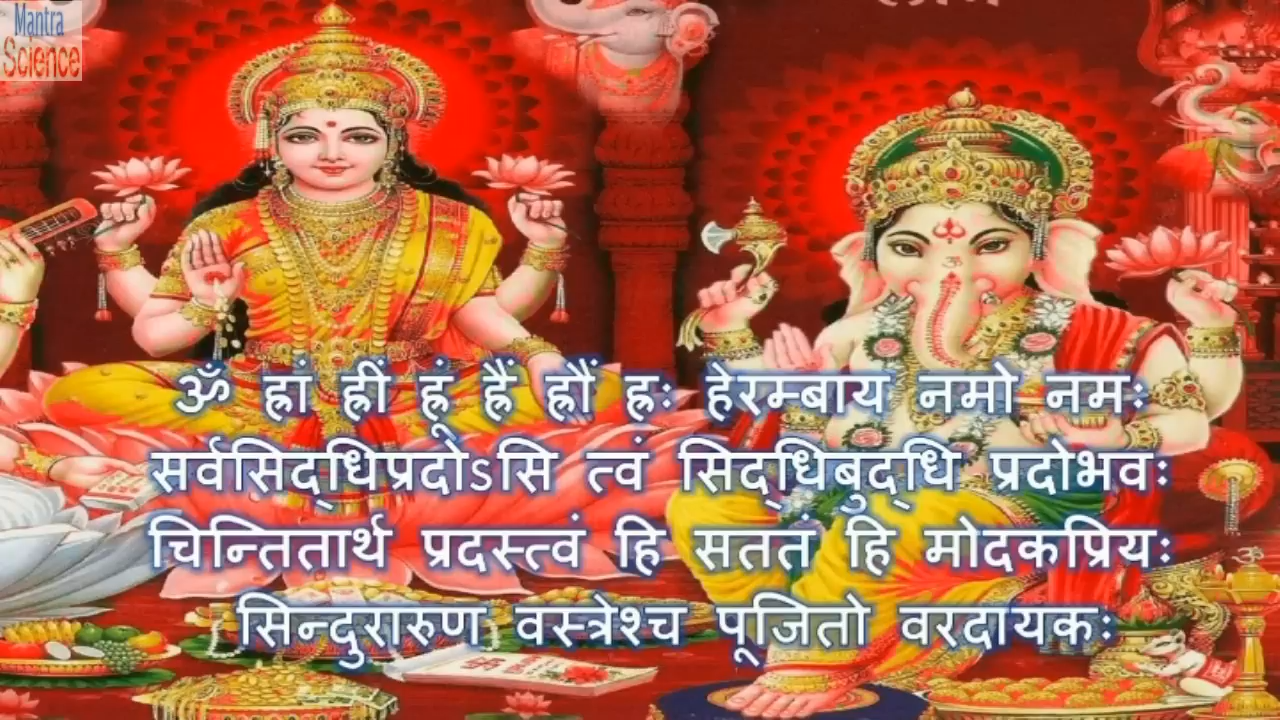 Mantra
Science
ॐ ह्रां ह्रीं ह्रूं ह्रैं ह्रौं ह्रः हेरम्बाय नमो नमः
सर्वसिद्धिप्रदोऽसि त्वं सिद्धिबुद्धि प्रदोभवः
चिन्तितार्थ प्रदस्त्वं हि सततं हि मोदकप्रियः
सिन्दुरारुण वस्त्रेश्च पूजितो वरदायकः